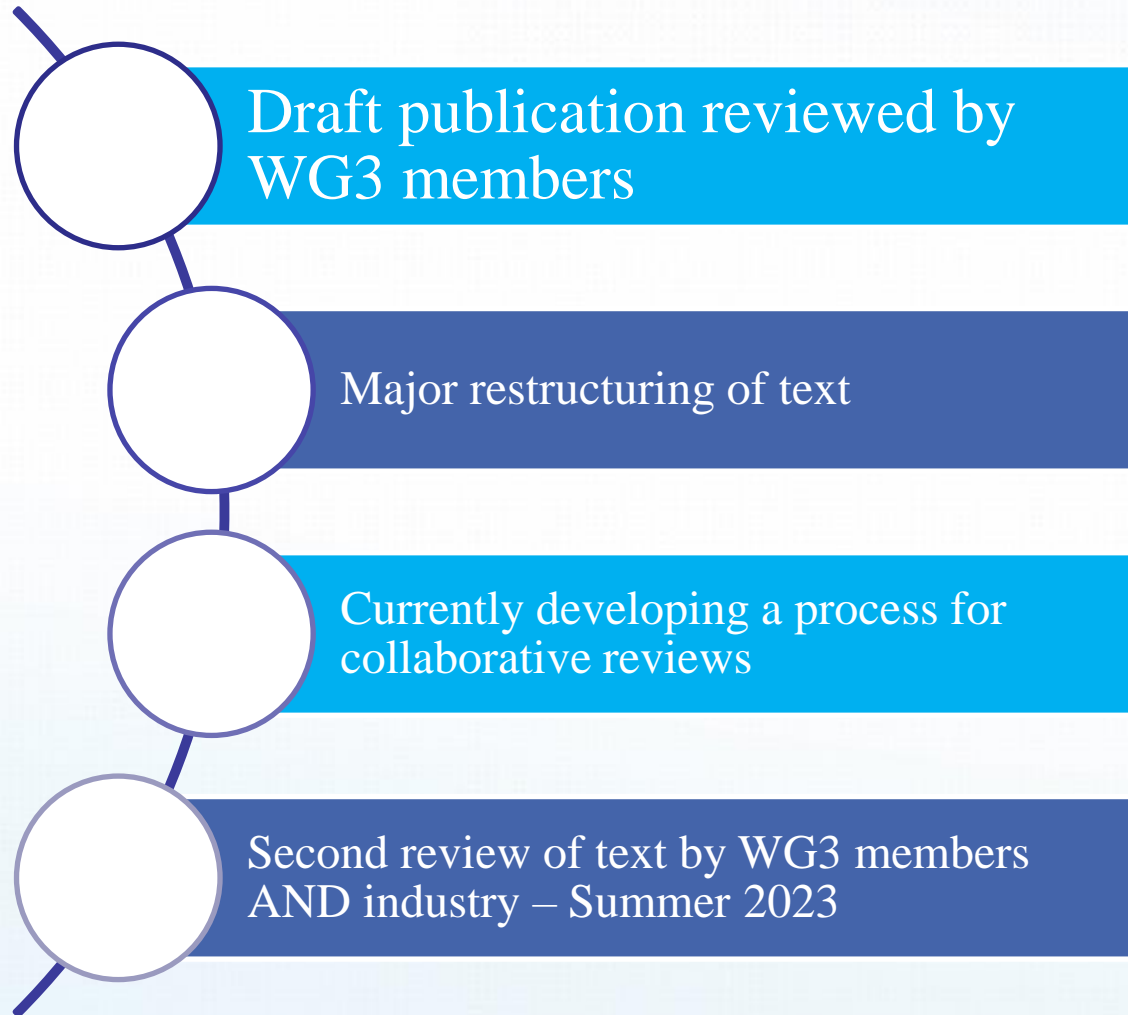 Draft publication reviewed by
WG3 members
Major restructuring of text
Currently developing a process for
collaborative reviews
Second review of text by WG3 members
AND industry – Summer 2023